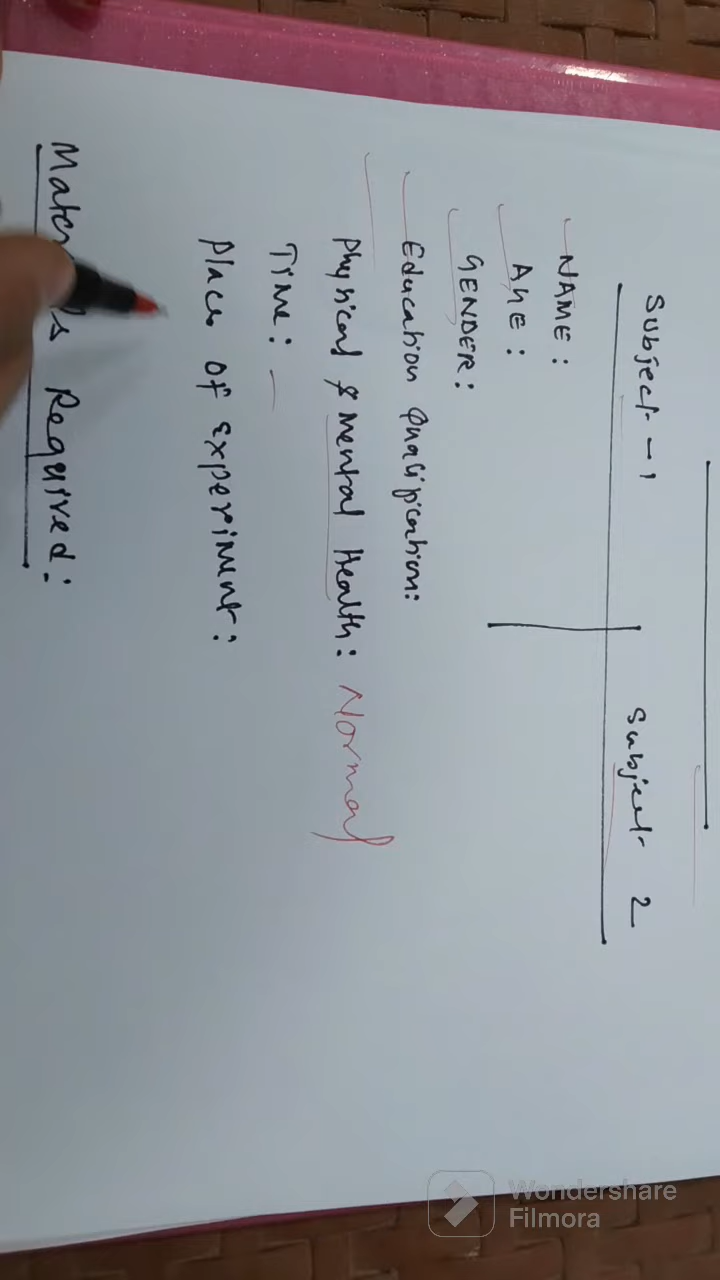 Subject-1 Subject 2
NAME:
AGE:
GENDER:
Education Qualification:
Physical & Mental Health: Normal
Time: —
Place Of Experiment:
Required:
Wondershare
Filmora